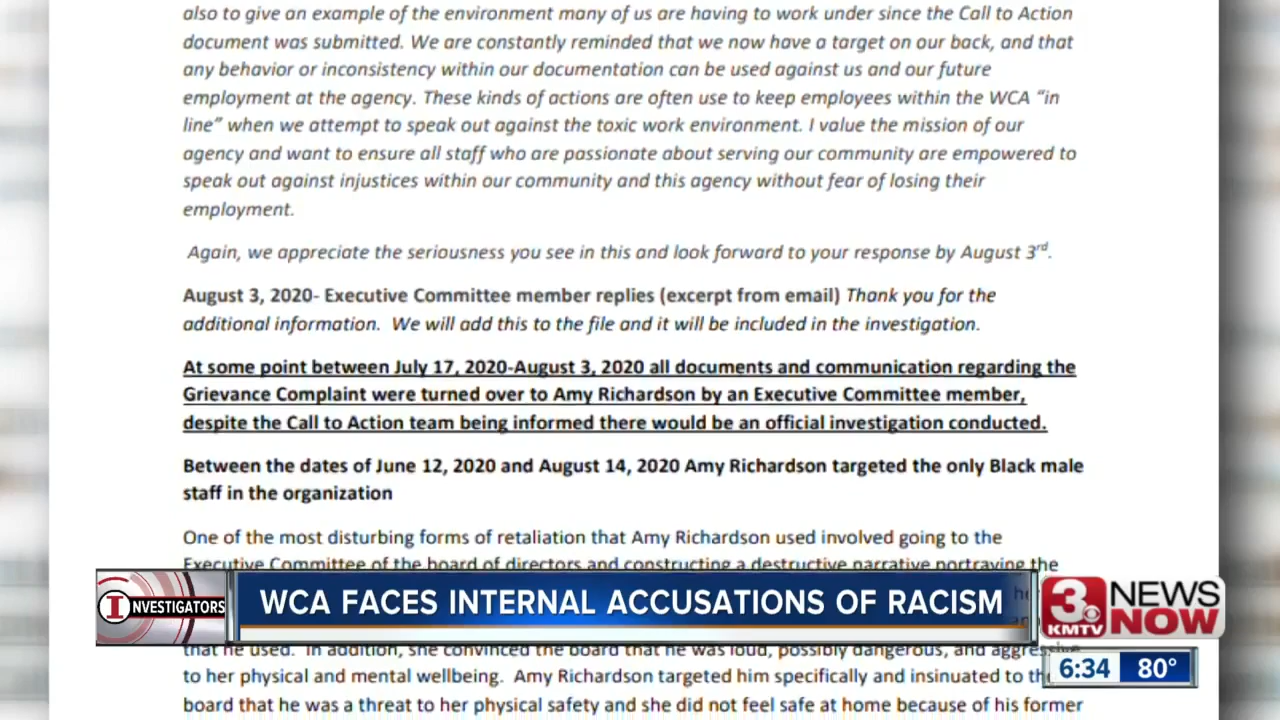 also to give an example of the environment many of us are having to work under since the Call to Action
document was submitted. We are constantly reminded that we now have a target on our back, and that
any behavior or inconsistency within our documentation can be used against us and our future
employment at the agency. These kinds of actions are often use to keep employees within the WCA “in
line” when we attempt to speak out against the toxic work environment. I value the mission of our
agency and want to ensure all staff who are passionate about serving our community are empowered to
speak out against injustices within our community and this agency without fear of losing their
employment.
Again, we appreciate the seriousness you see in this and look forward to your response by August 3rd.
August 3, 2020- Executive Committee member replies (excerpt from email) Thank you for the
additional information. We will add this to the file and it will be included in the investigation.
At some point between July 17, 2020-August 3, 2020 all documents and communication regarding the
Grievance Complaint were turned over to Amy Richardson by an Executive Committee member,
despite the Call to Action team being informed there would be an official investigation conducted.
Between the dates of June 12, 2020 and August 14, 2020 Amy Richardson targeted the only Black male
staff in the organization
One of the most disturbing forms of retaliation that Amy Richardson used involved going to the
Executive Committee of the board of directors and constructing a destructive narrative portraying the
INVESTIGATORS
WCA FACES INTERNAL ACCUSATIONS OF RACISM
3 KMTV NEWS NOW
that he used. In addition, she convinced the board that he was loud, possibly dangerous, and
6:34 80°
to her physical and mental wellbeing. Amy Richardson targeted him specifically and insinuated to
board that he was a threat to her physical safety and she did not feel safe at home because of his former